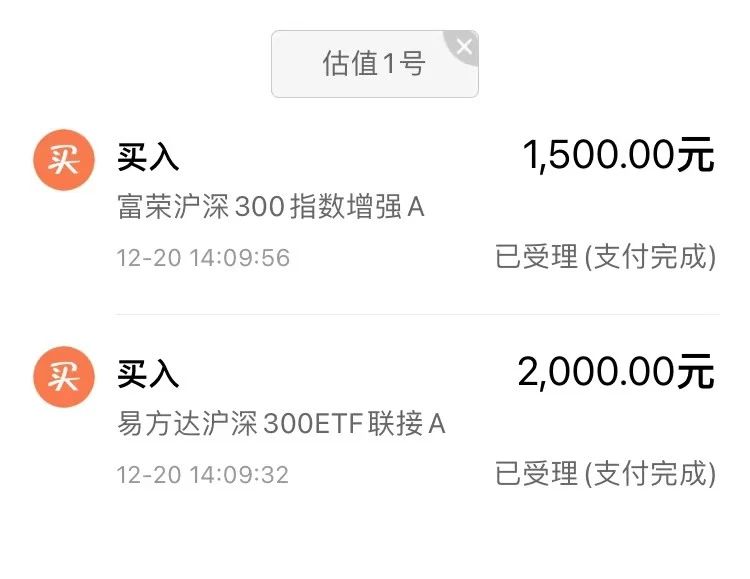 估值1号
买 买入 1,500.00元
富荣沪深300指数增强A
12-20 14:09:56 已受理(支付完成)
买 买入 2,000.00元
易方达沪深300ETF联接A
12-20 14:09:32 已受理(支付完成)